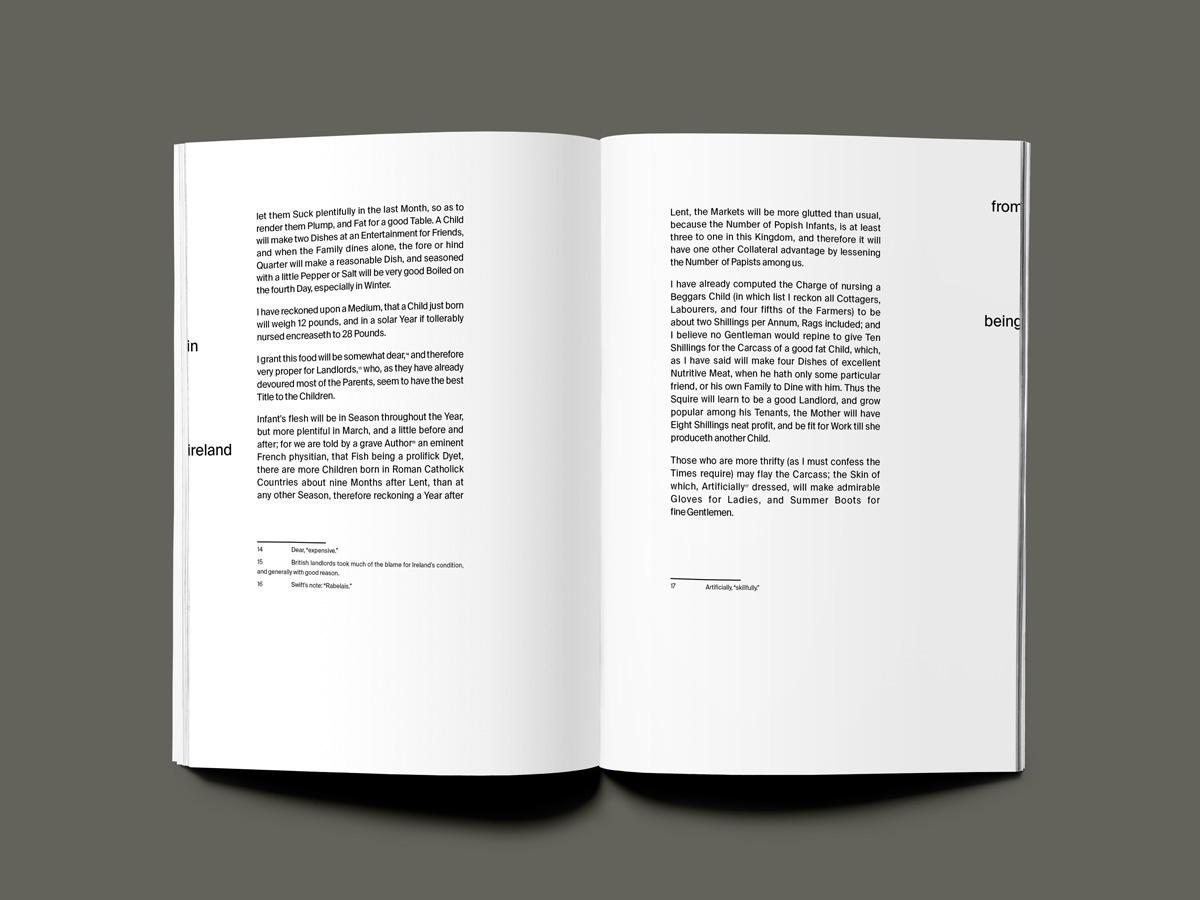 let them Suck plentifully in the last Month, so as to
render them Plump, and Fat for a good Table. A Child
will make two Dishes at an Entertainment for Friends,
and when the Family dines alone, the fore or hind
Quarter will make a reasonable Dish, and seasoned
with a little Pepper or Salt will be very good Boiled on
the fourth Day, especially in Winter.
I have reckoned upon a Medium, that a Child just born
will weigh 12 pounds, and in a solar Year if tollerably
nursed encreaseth to 28 Pounds.
I grant this food will be somewhat dear,¹⁴ and therefore
very proper for Landlords,¹⁵ who, as they have already
devoured most of the Parents, seem to have the best
Title to the Children.
Infant's flesh will be in Season throughout the Year,
but more plentiful in March, and a little before and
after; for we are told by a grave Author¹⁶ an eminent
French physitian, that Fish being a prolifick Dyet,
there are more Children born in Roman Catholick
Countries about nine Months after Lent, than at
any other Season, therefore reckoning a Year after
14 Dear, “expensive.”
15 British landlords took much of the blame for Ireland's condition,
and generally with good reason.
16 Swift's note: “Rabelais.”
in
ireland
Lent, the Markets will be more glutted than usual,
because the Number of Popish Infants, is at least
three to one in this Kingdom, and therefore it will
have one other Collateral advantage by lessening
the Number of Papists among us.
I have already computed the Charge of nursing a
Beggars Child (in which list I reckon all Cottagers,
Labourers, and four fifths of the Farmers) to be
about two Shillings per Annum, Rags included; and
I believe no Gentleman would repine to give Ten
Shillings for the Carcass of a good fat Child, which,
as I have said will make four Dishes of excellent
Nutritive Meat, when he hath only some particular
friend, or his own Family to Dine with him. Thus the
Squire will learn to be a good Landlord, and grow
popular among his Tenants, the Mother will have
Eight Shillings neat profit, and be fit for Work till she
produceth another Child.
Those who are more thrifty (as I must confess the
Times require) may flay the Carcass; the Skin of
which, Artificially¹⁷ dressed, will make admirable
Gloves for Ladies, and Summer Boots for
fine Gentlemen.
17 Artificially, “skillfully.”
from
being